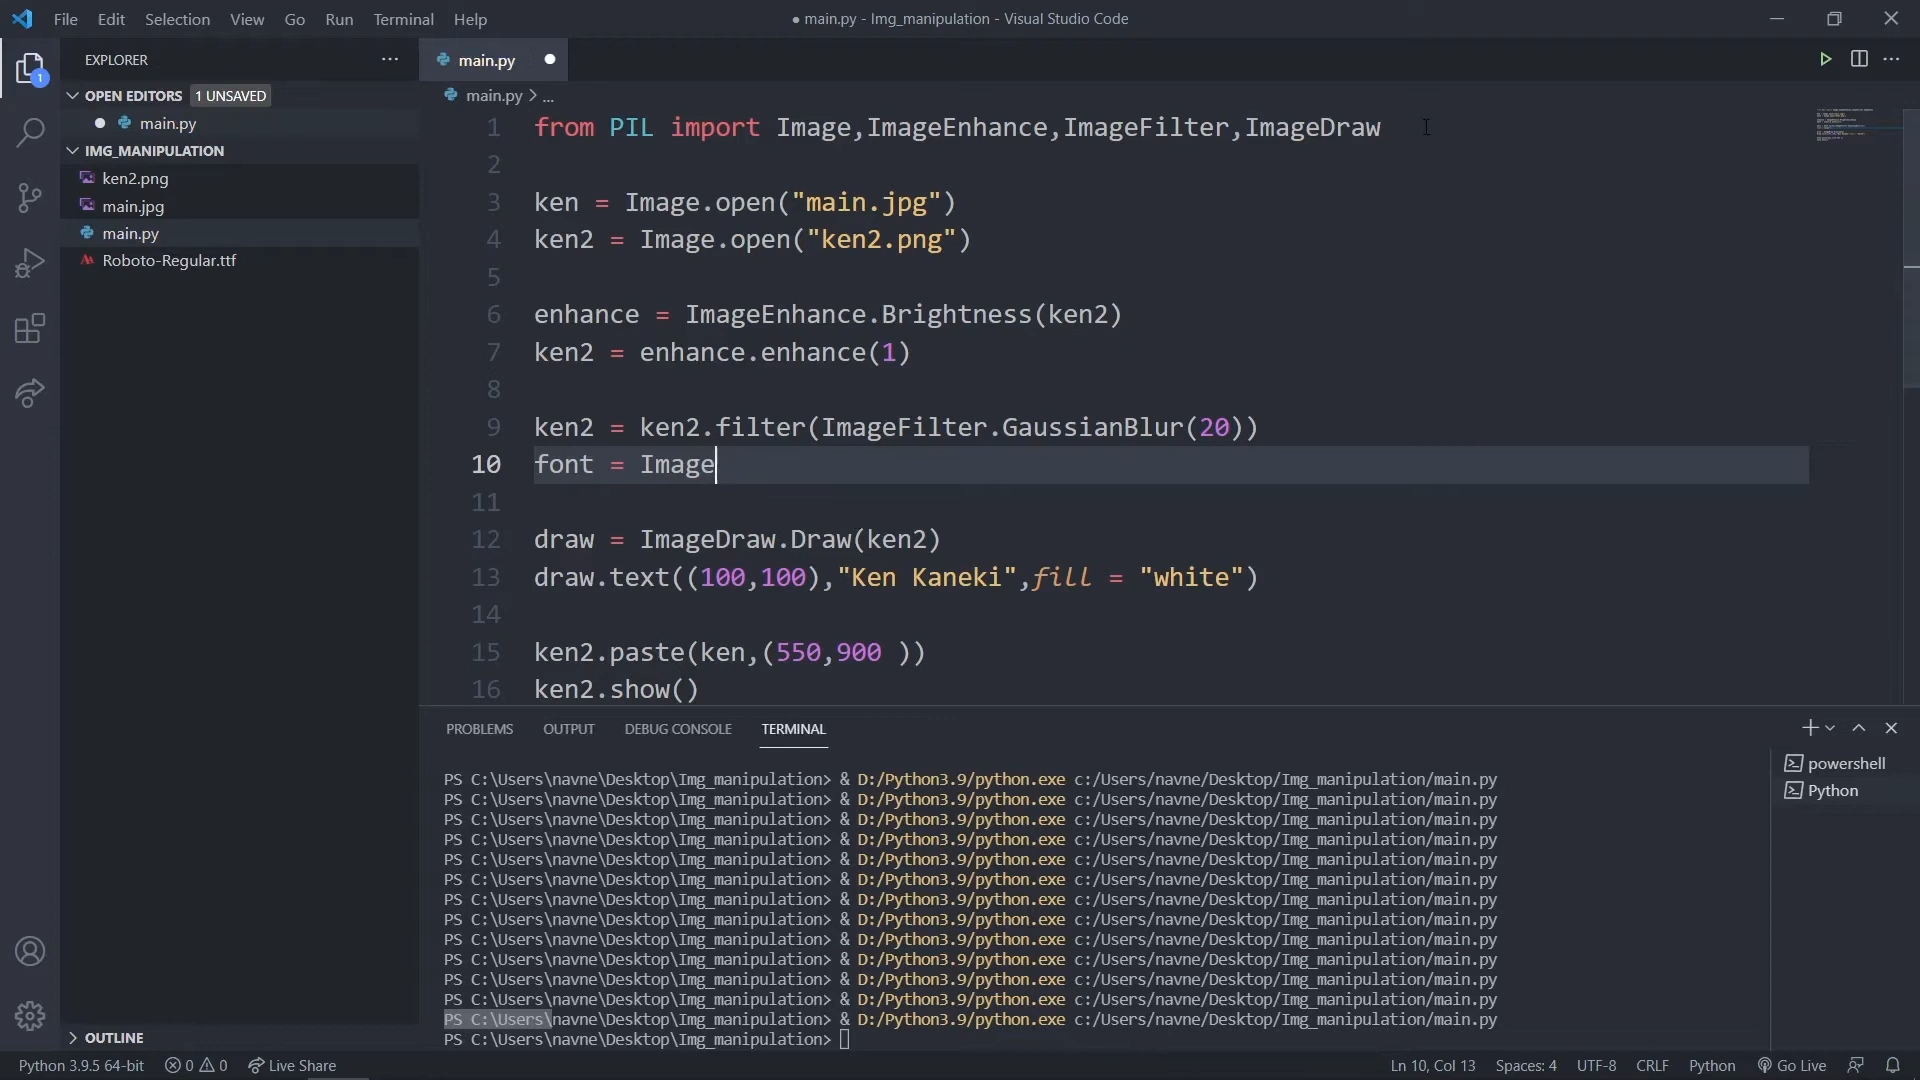 File Edit Selection View Go Run Terminal Help
● main.py - Img_manipulation - Visual Studio Code
EXPLORER
OPEN EDITORS 1 UNSAVED
main.py
IMG_MANIPULATION
ken2.png
main.jpg
main.py
Roboto-Regular.ttf
OUTLINE
1
main.py
main.py > ...
1 from PIL import Image,ImageEnhance,ImageFilter,ImageDraw
2
3 ken = Image.open("main.jpg")
4 ken2 = Image.open("ken2.png")
5
6 enhance = ImageEnhance.Brightness(ken2)
7 ken2 = enhance.enhance(1)
8
9 ken2 = ken2.filter(ImageFilter.GaussianBlur(20))
10 font = Image
11
12 draw = ImageDraw.Draw(ken2)
13 draw.text((100,100),"Ken Kaneki",fill = "white")
14
15 ken2.paste(ken,(550,900 ))
16 ken2.show()
PROBLEMS OUTPUT DEBUG CONSOLE TERMINAL
PS C:\Users\navne\Desktop\Img_manipulation> & D:/Python3.9/python.exe c:/Users/navne/Desktop/Img_manipulation/main.py
PS C:\Users\navne\Desktop\Img_manipulation> & D:/Python3.9/python.exe c:/Users/navne/Desktop/Img_manipulation/main.py
PS C:\Users\navne\Desktop\Img_manipulation> & D:/Python3.9/python.exe c:/Users/navne/Desktop/Img_manipulation/main.py
PS C:\Users\navne\Desktop\Img_manipulation> & D:/Python3.9/python.exe c:/Users/navne/Desktop/Img_manipulation/main.py
PS C:\Users\navne\Desktop\Img_manipulation> & D:/Python3.9/python.exe c:/Users/navne/Desktop/Img_manipulation/main.py
PS C:\Users\navne\Desktop\Img_manipulation> & D:/Python3.9/python.exe c:/Users/navne/Desktop/Img_manipulation/main.py
PS C:\Users\navne\Desktop\Img_manipulation> & D:/Python3.9/python.exe c:/Users/navne/Desktop/Img_manipulation/main.py
PS C:\Users\navne\Desktop\Img_manipulation> & D:/Python3.9/python.exe c:/Users/navne/Desktop/Img_manipulation/main.py
PS C:\Users\navne\Desktop\Img_manipulation> & D:/Python3.9/python.exe c:/Users/navne/Desktop/Img_manipulation/main.py
PS C:\Users\navne\Desktop\Img_manipulation> & D:/Python3.9/python.exe c:/Users/navne/Desktop/Img_manipulation/main.py
PS C:\Users\navne\Desktop\Img_manipulation> & D:/Python3.9/python.exe c:/Users/navne/Desktop/Img_manipulation/main.py
PS C:\Users\navne\Desktop\Img_manipulation> & D:/Python3.9/python.exe c:/Users/navne/Desktop/Img_manipulation/main.py
PS C:\Users\navne\Desktop\Img_manipulation> & D:/Python3.9/python.exe c:/Users/navne/Desktop/Img_manipulation/main.py
PS C:\Users\navne\Desktop\Img_manipulation>
powershell
Python
Python 3.9.5 64-bit 0 0 Live Share
Ln 10, Col 13 Spaces: 4 UTF-8 CRLF Python Go Live